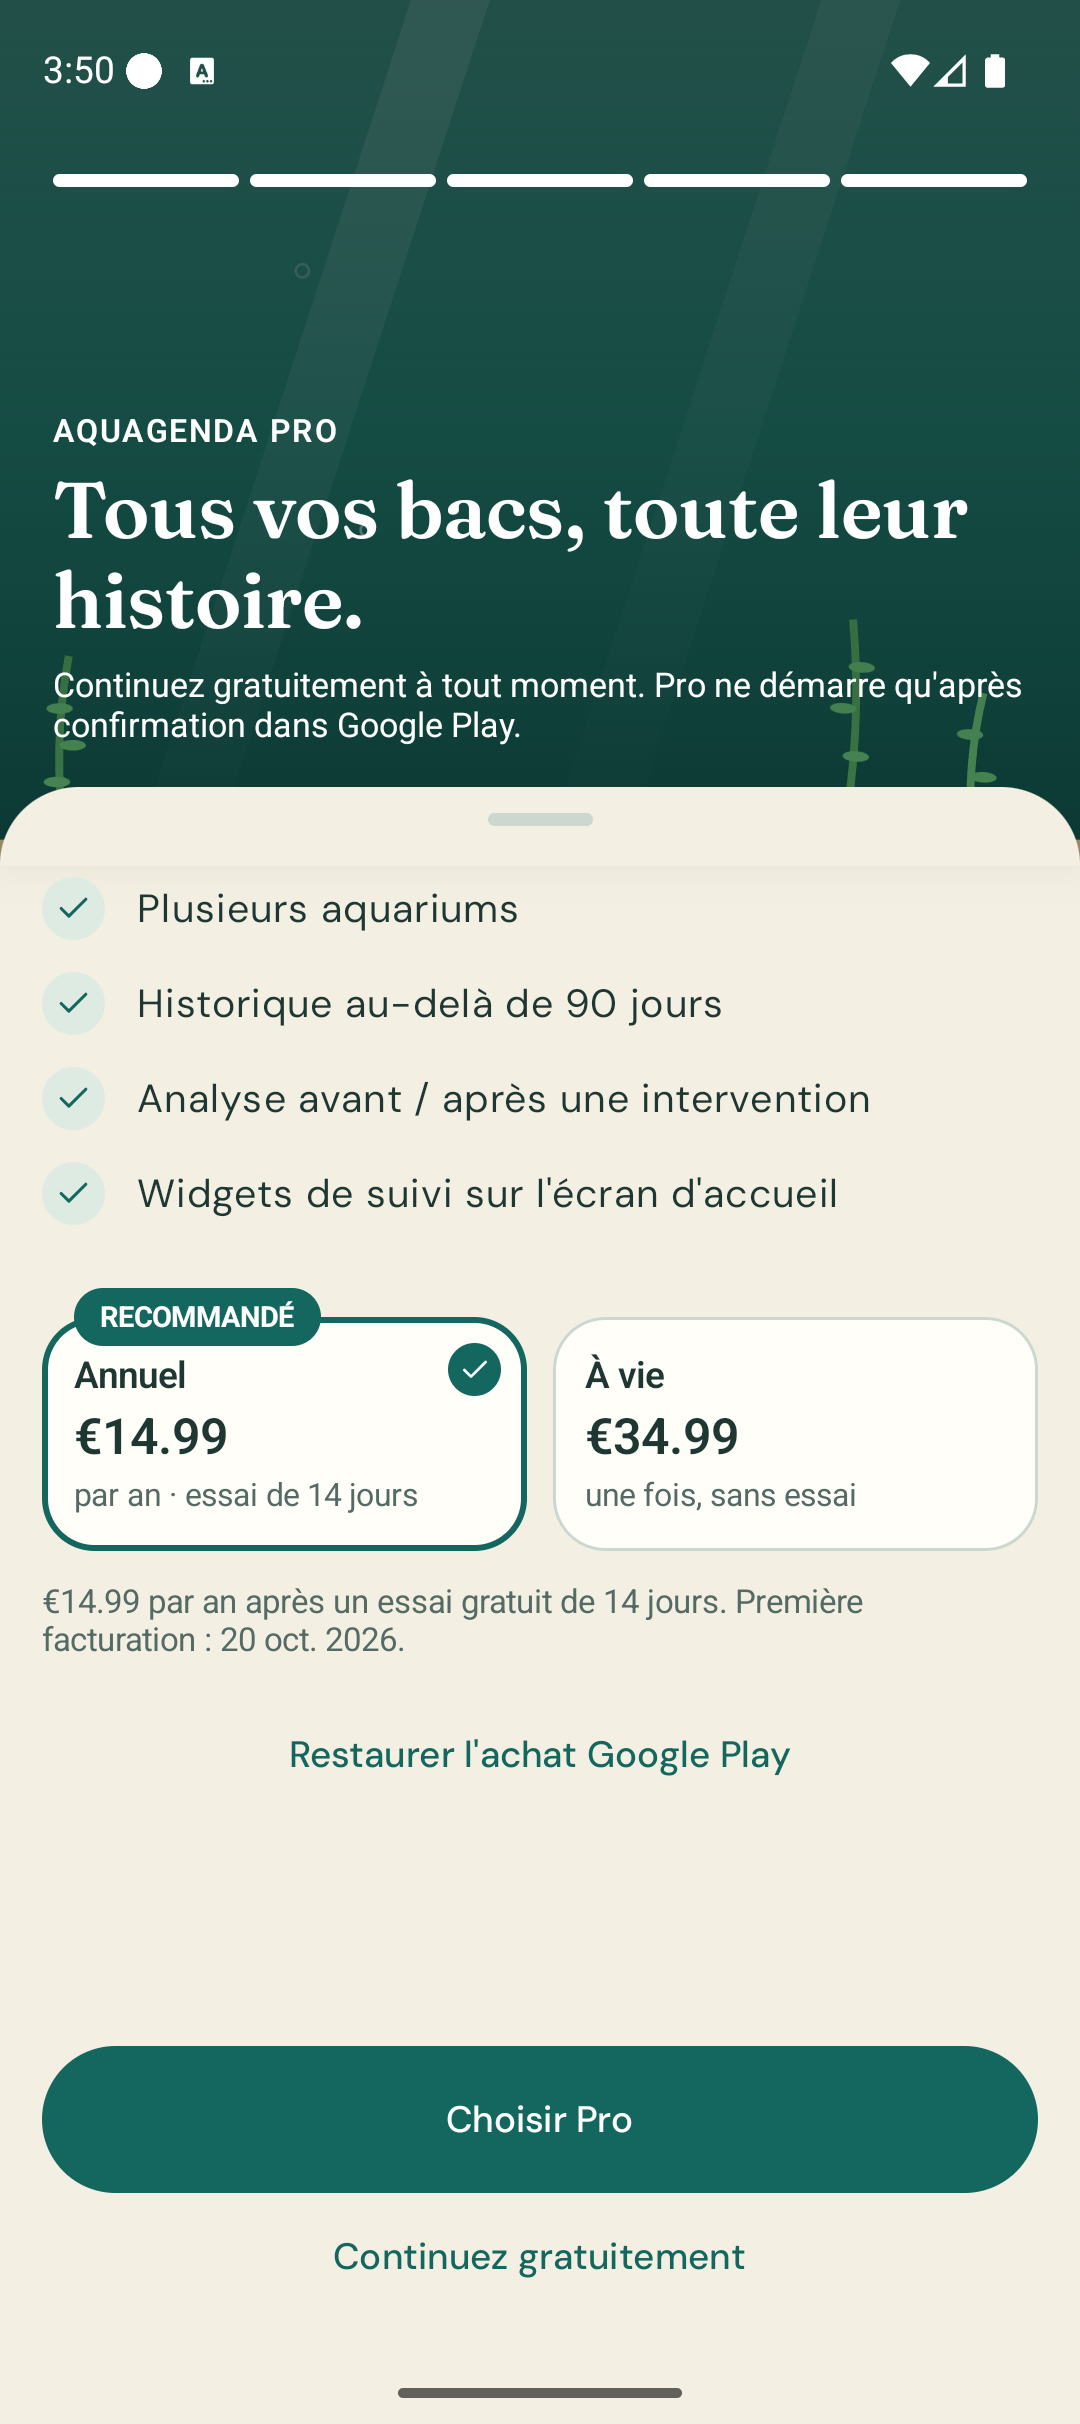 3:50
AQUAGENDA PRO
Tous vos bacs, toute leur
histoire.
Continuez gratuitement à tout moment. Pro ne démarre qu'après
confirmation dans Google Play.
Plusieurs aquariums
Historique au-delà de 90 jours
Analyse avant / après une intervention
Widgets de suivi sur l'écran d'accueil
RECOMMANDÉ
Annuel
€14.99
par an · essai de 14 jours
À vie
€34.99
une fois, sans essai
€14.99 par an après un essai gratuit de 14 jours. Première
facturation : 20 oct. 2026.
Restaurer l'achat Google Play
Choisir Pro
Continuez gratuitement